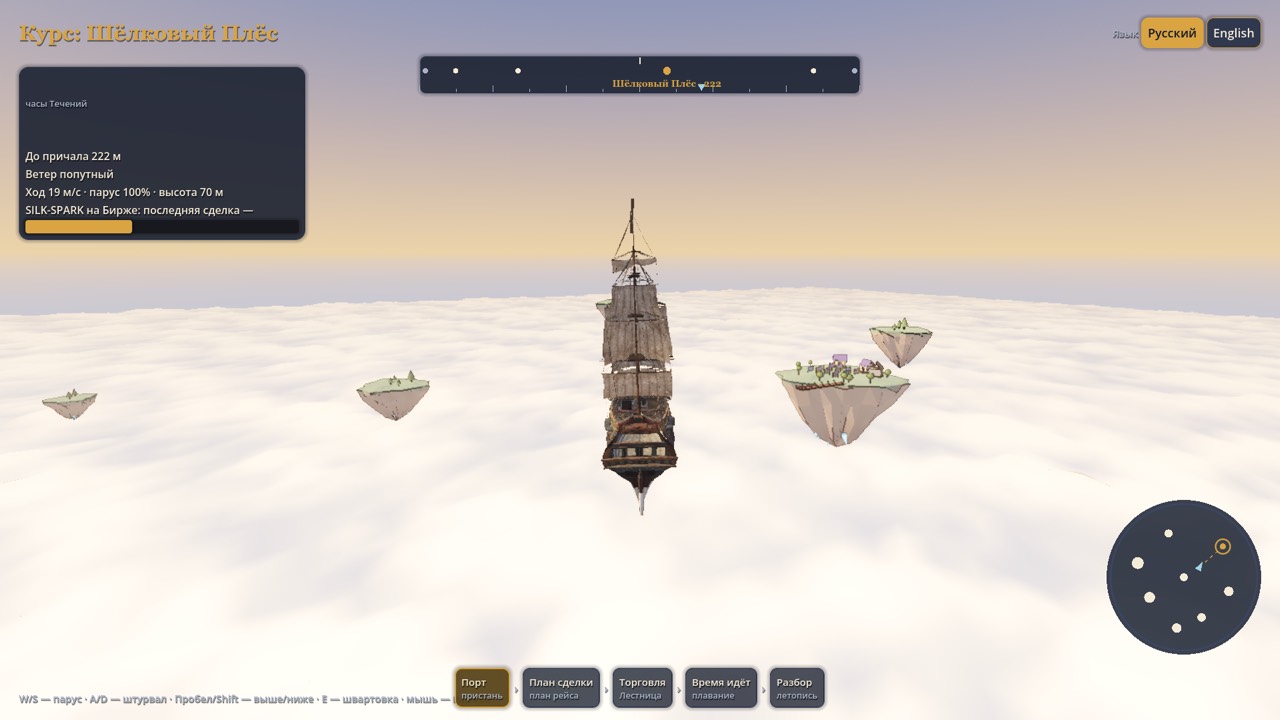 Курс: Шёлковый Плёс
Язык
Русский
English
Шёлковый Плёс · 222
часы Течений
До причала 222 м
Ветер попутный
Ход 19 м/с · парус 100% · высота 70 м
SILK-SPARK на Бирже: последняя сделка —
W/S — парус · A/D — штурвал · Пробел/Shift — выше/ниже · E — швартовка · мышь —
Порт
пристань
›
План сделки
план рейса
›
Торговля
Лестница
›
Время идёт
плавание
›
Разбор
летопись